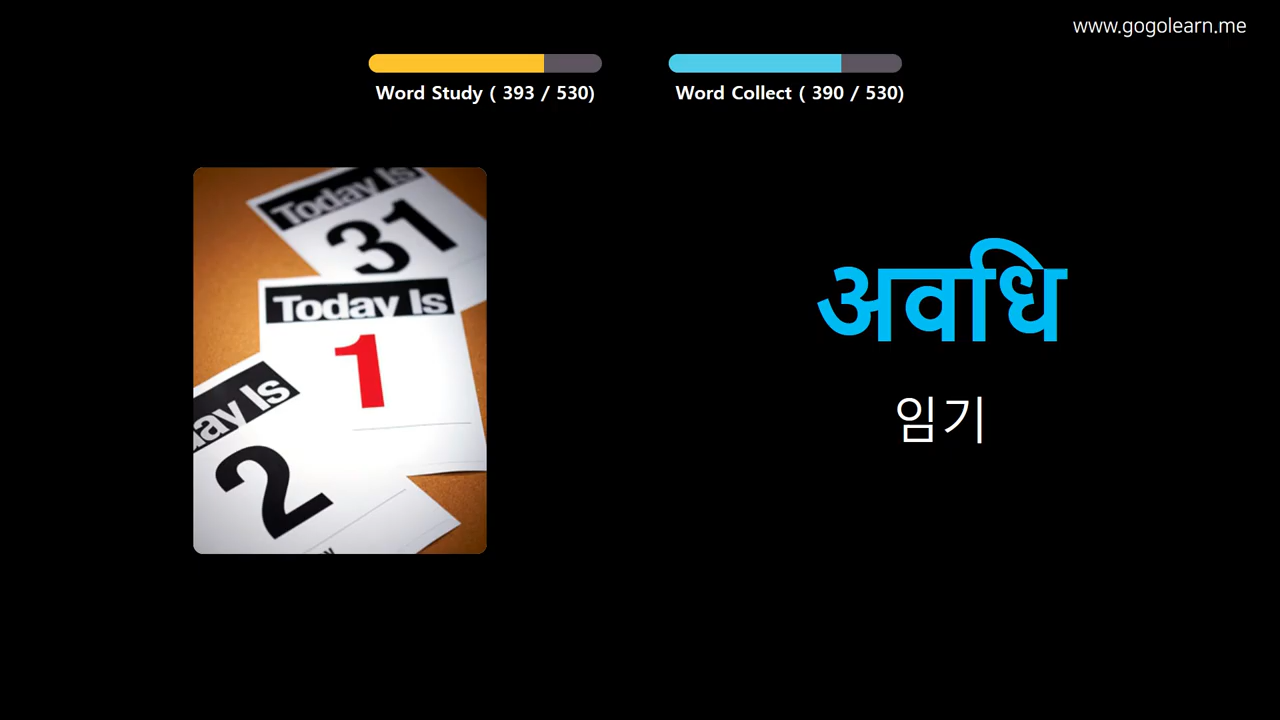 www.gogolearn.me
Word Study ( 393 / 530)
Word Collect ( 390 / 530)
Today Is
31
Today Is
1
ay Is
2
अवधि
임기